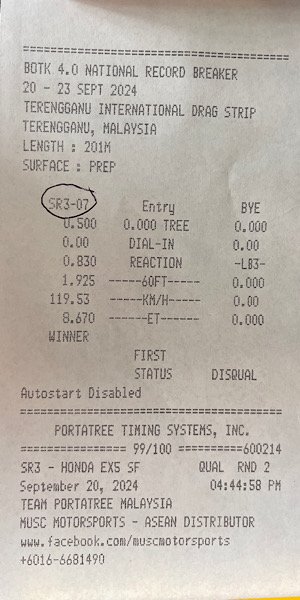 ================================
BOTK 4.0 NATIONAL RECORD BREAKER
20 - 23 SEPT 2024
TERENGGANU INTERNATIONAL DRAG STRIP
TERENGGANU, MALAYSIA
LENGTH : 201M
SURFACE : PREP
================================
SR3-07 Entry BYE
0.500 0.000 TREE 0.000
0.00 DIAL-IN 0.00
0.830 REACTION -LB3-
1.925 -----60FT----- 0.000
119.53 -----KM/H----- 0.00
8.670 ------ET------ 0.000
WINNER
FIRST
STATUS DISQUAL
Autostart Disabled
================================
PORTATREE TIMING SYSTEMS, INC.
=============== 99/100 ==========600214
SR3 - HONDA EX5 SF QUAL RND 2
September 20, 2024 04:44:58 PM
TEAM PORTATREE MALAYSIA
MUSC MOTORSPORTS - ASEAN DISTRIBUTOR
www.facebook.com/muscmotorsports
+6016-6681490